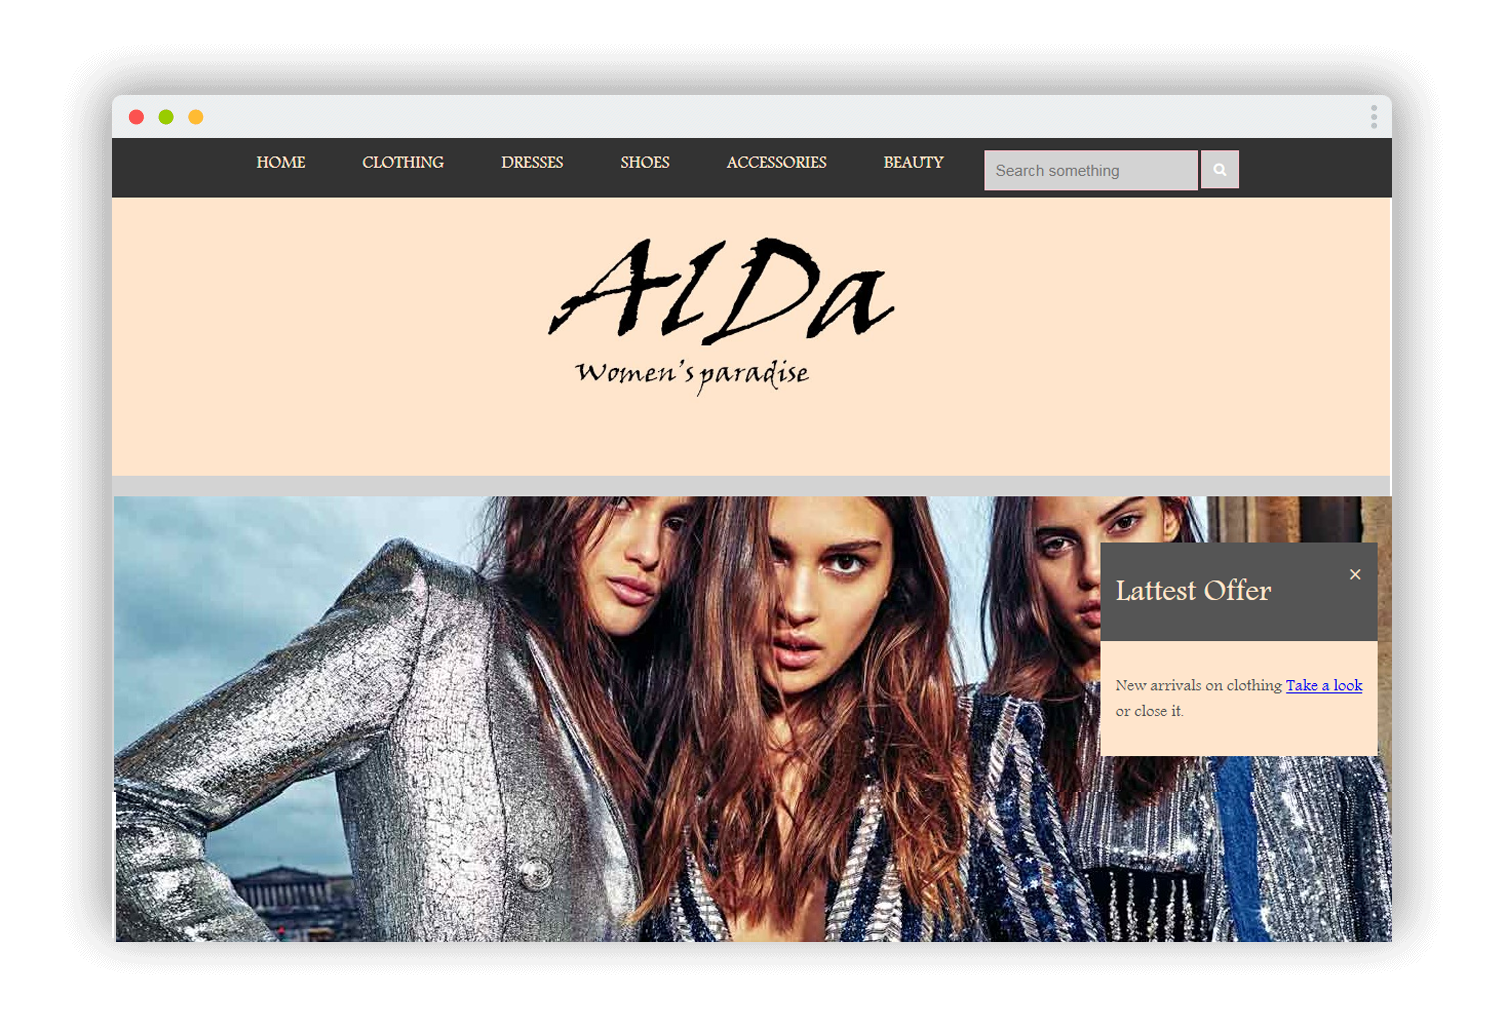 HOME CLOTHING DRESSES SHOES ACCESSORIES BEAUTY Search something
AlDa
Women's paradise
Lattest Offer ×
New arrivals on clothing Take a look
or close it.